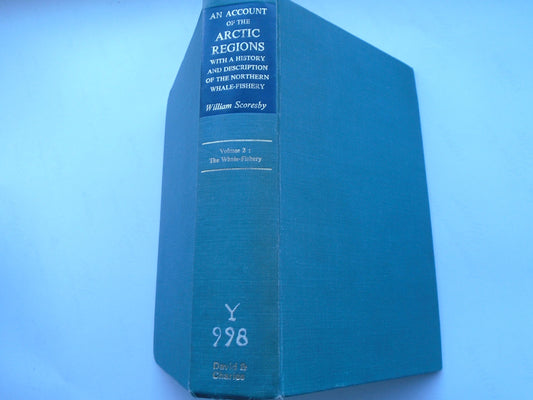 AN ACCOUNT
OF THE
ARCTIC
REGIONS
WITH A HISTORY
AND DESCRIPTION
OF THE NORTHERN
WHALE-FISHERY
William Scoresby
Volume 2 :
The Whale-Fishery
Y
998
David &
Charles